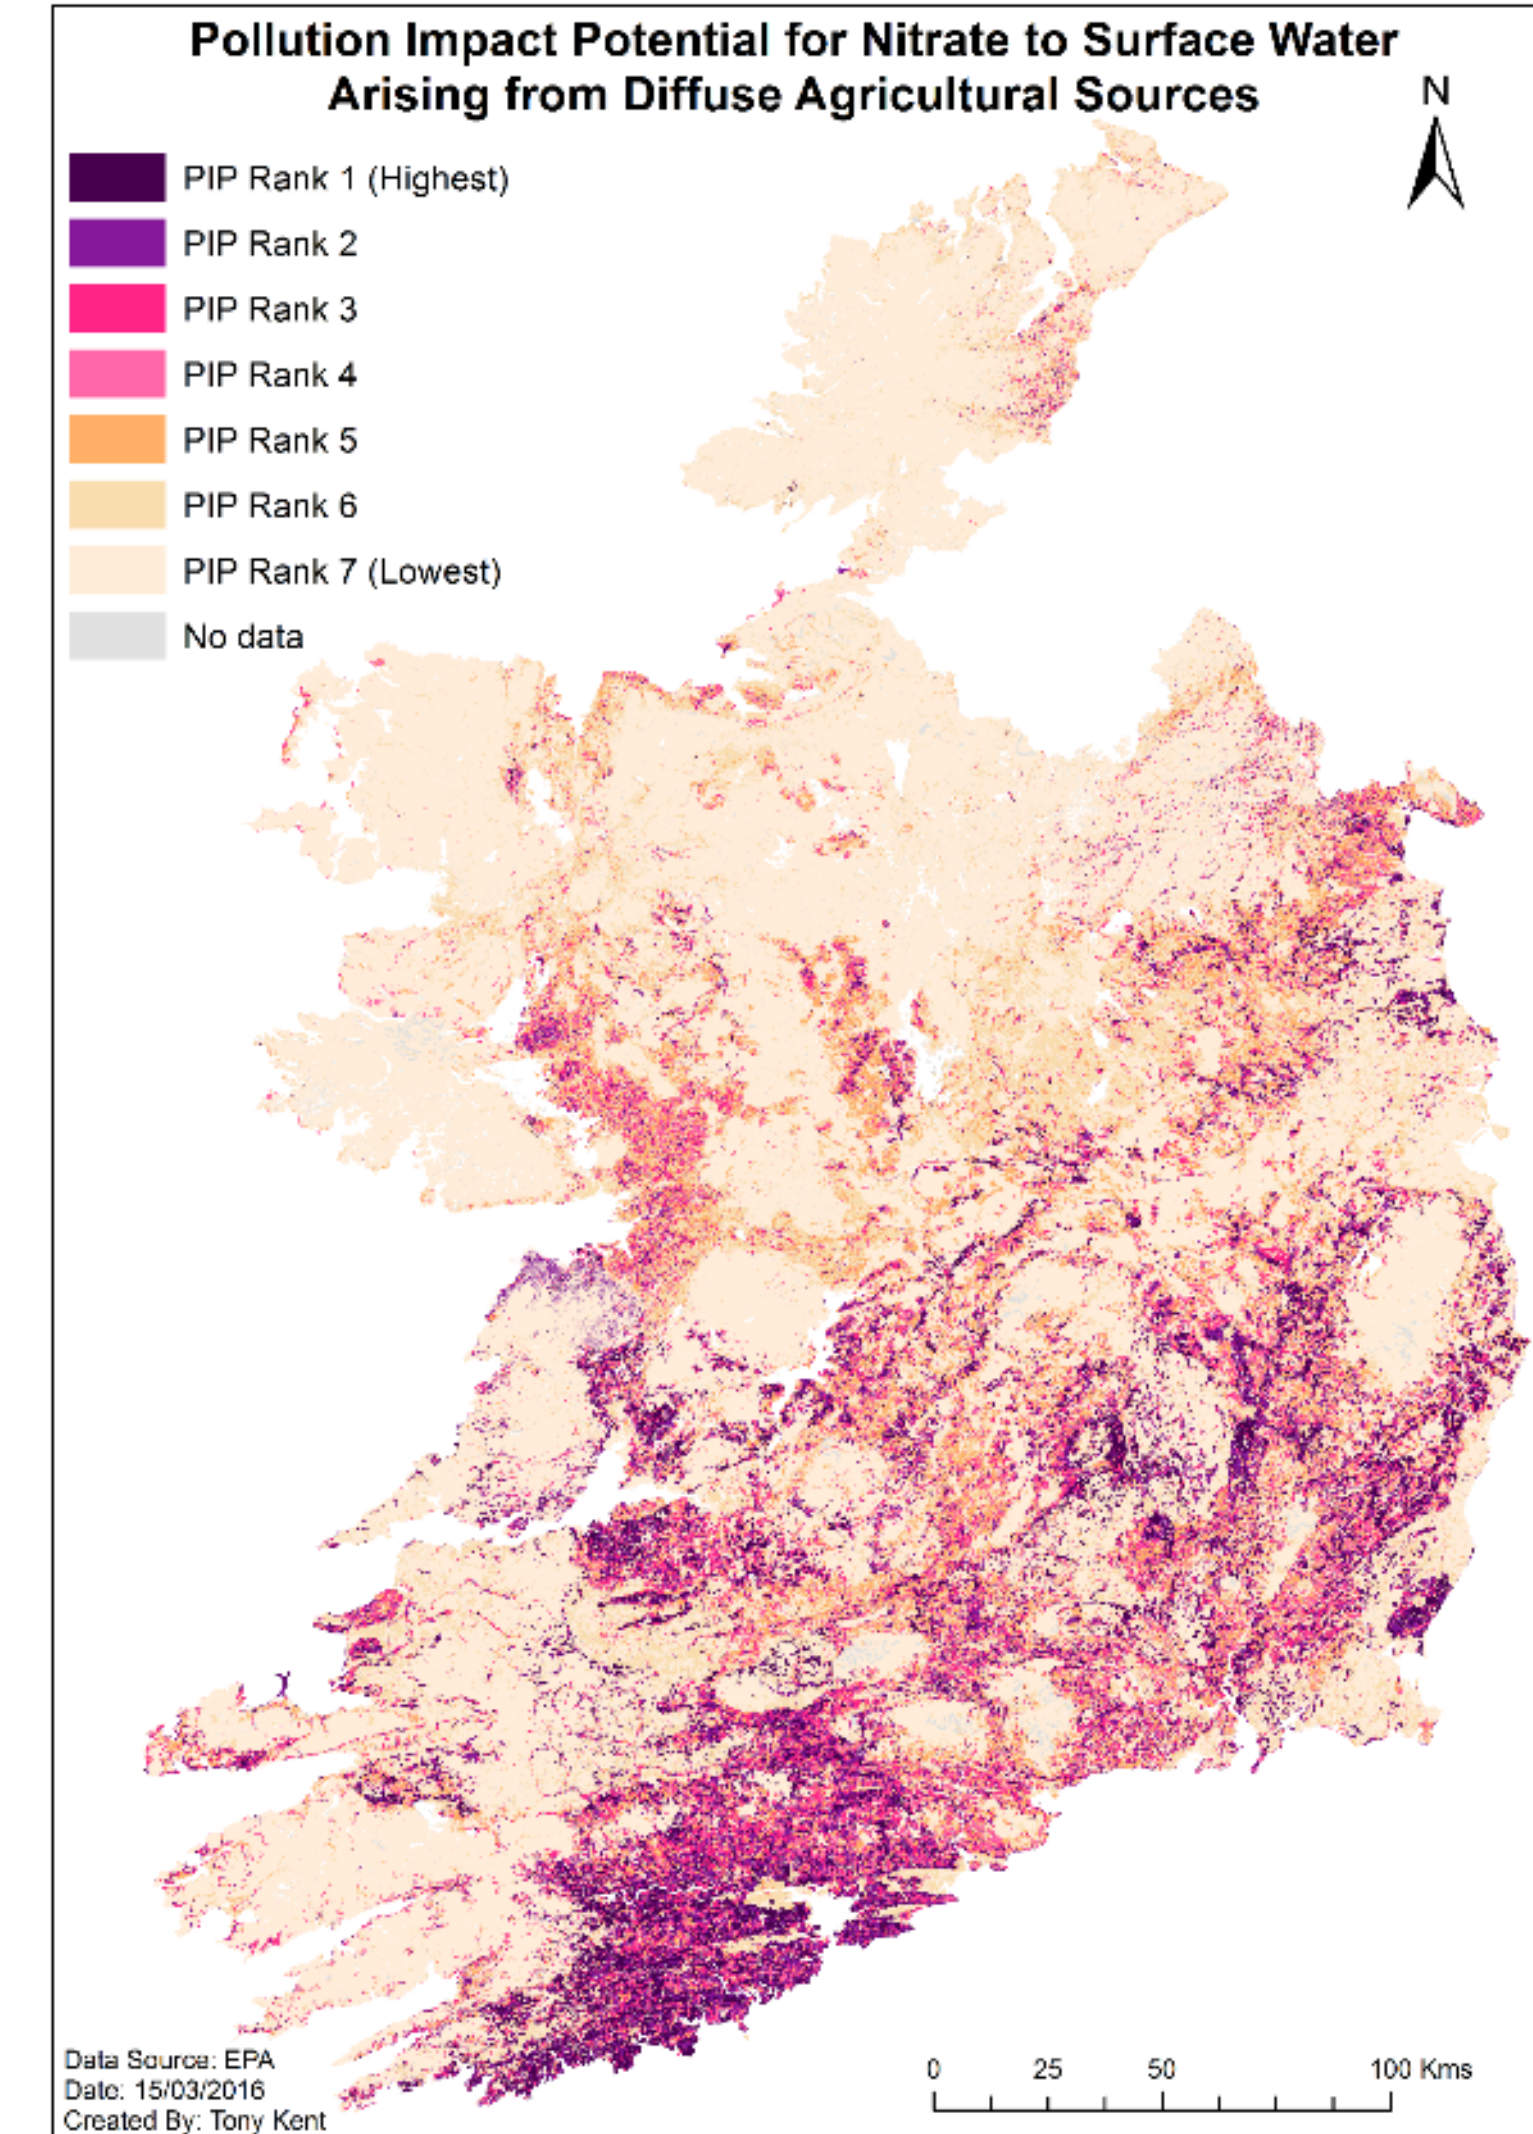 Pollution Impact Potential for Nitrate to Surface Water
Arising from Diffuse Agricultural Sources
N
PIP Rank 1 (Highest)
PIP Rank 2
PIP Rank 3
PIP Rank 4
PIP Rank 5
PIP Rank 6
PIP Rank 7 (Lowest)
No data
Data Source: EPA
Date: 15/03/2016
Created By: Tony Kent
0 25 50 100 Kms